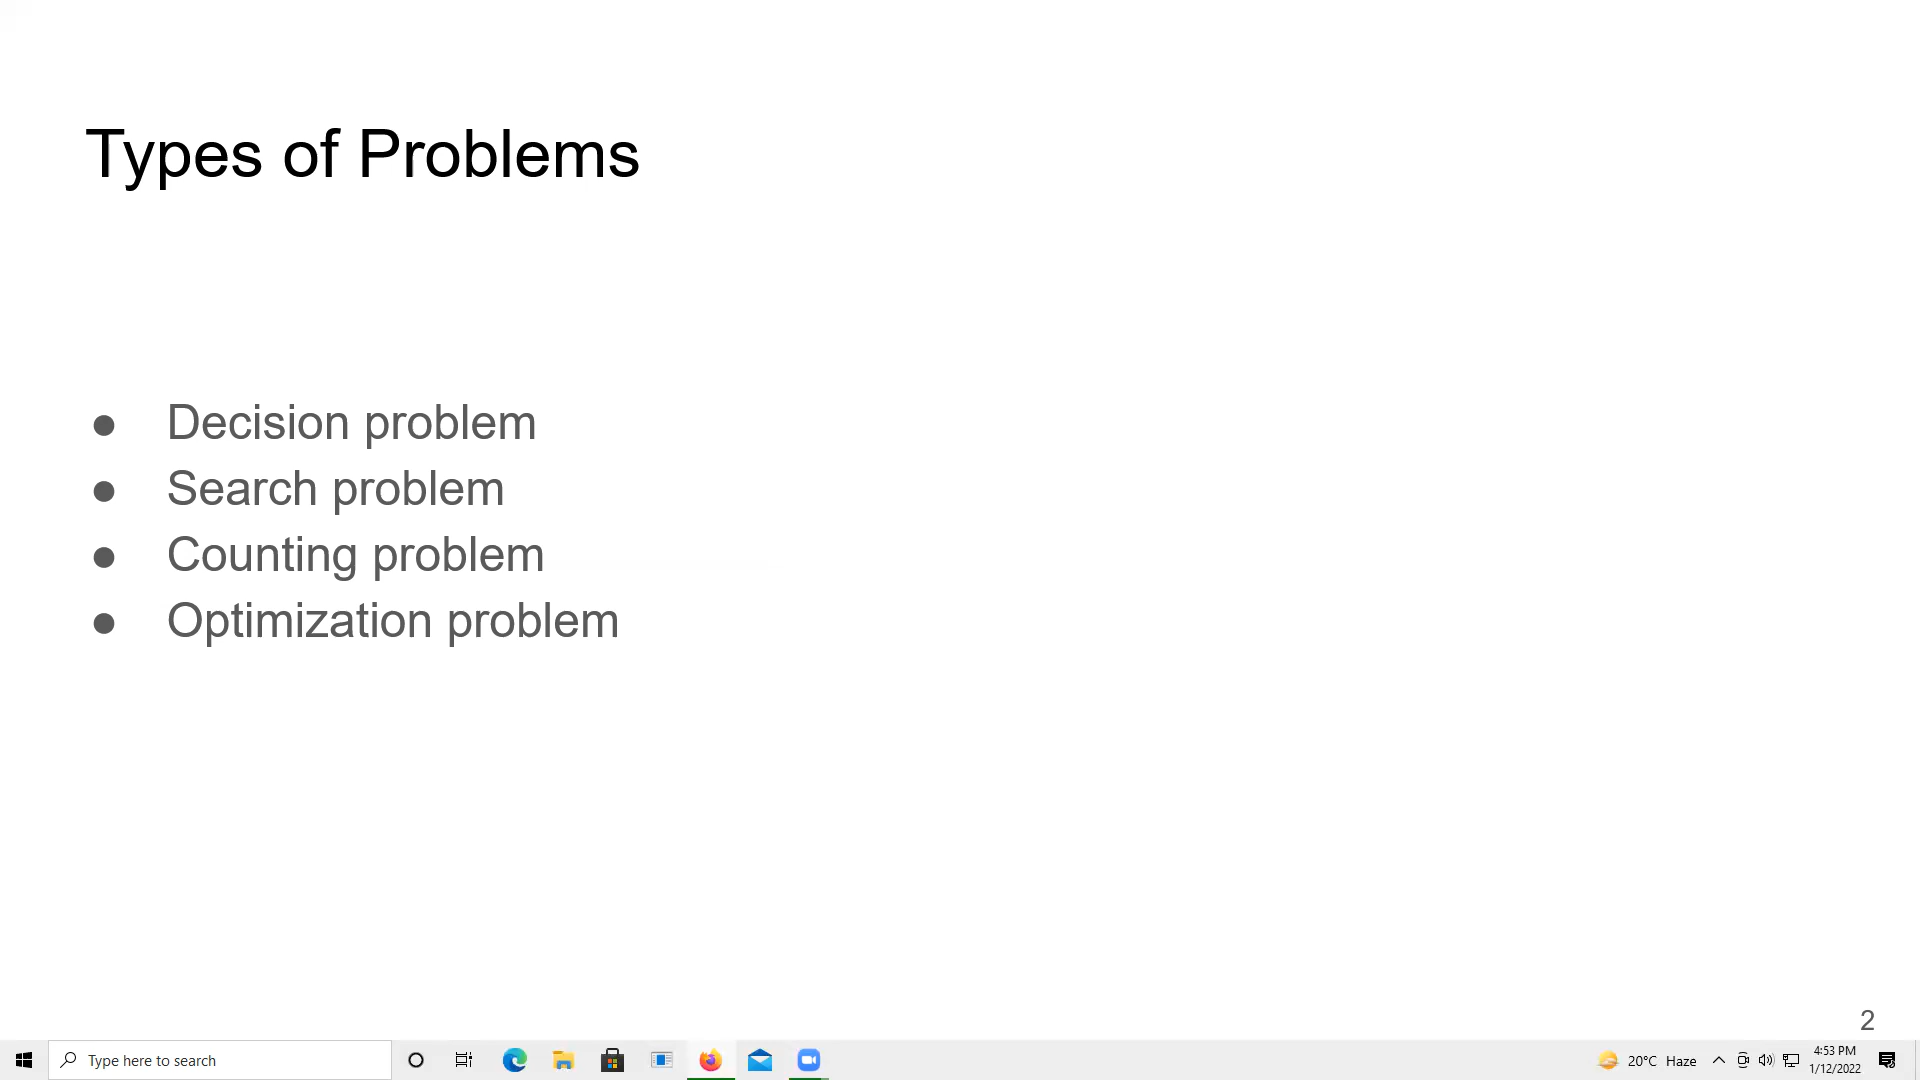 Types of Problems
● Decision problem
● Search problem
● Counting problem
● Optimization problem
2
Type here to search
20°C Haze
4:53 PM
1/12/2022